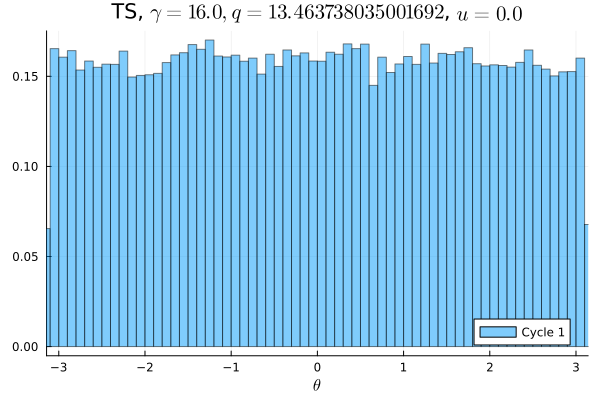 TS, γ = 16.0, q = 13.463738035001692, u = 0.0
0.15
0.10
0.05
0.00
Cycle 1
−3 −2 −1 0 1 2 3
θ